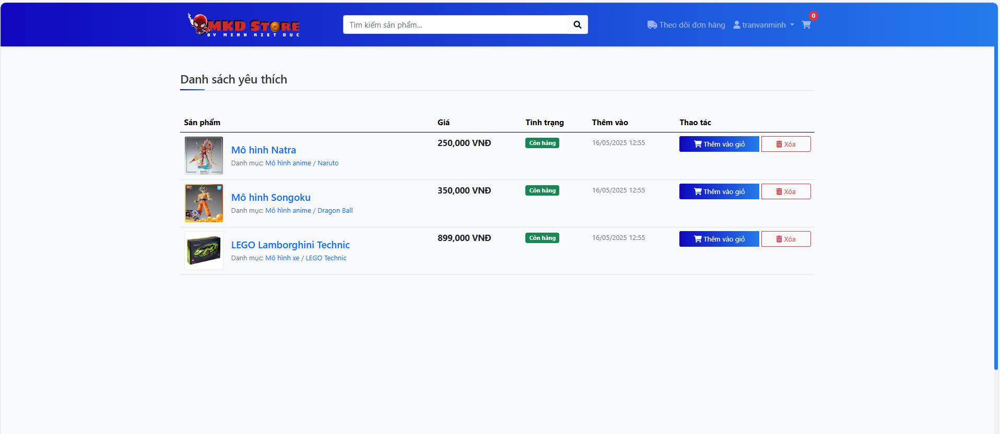 MKD STORE
BY MINH KIET DUC
Tìm kiếm sản phẩm...
Theo dõi đơn hàng
tranvanminh
0
Danh sách yêu thích
Sản phẩm Giá Tình trạng Thêm vào Thao tác
Mô hình Natra 250,000 VNĐ Còn hàng 16/05/2025 12:55 Thêm vào giỏ Xóa
Danh mục: Mô hình anime / Naruto
Mô hình Songoku 350,000 VNĐ Còn hàng 16/05/2025 12:55 Thêm vào giỏ Xóa
Danh mục: Mô hình anime / Dragon Ball
LEGO Lamborghini Technic 899,000 VNĐ Còn hàng 16/05/2025 12:55 Thêm vào giỏ Xóa
Danh mục: Mô hình xe / LEGO Technic